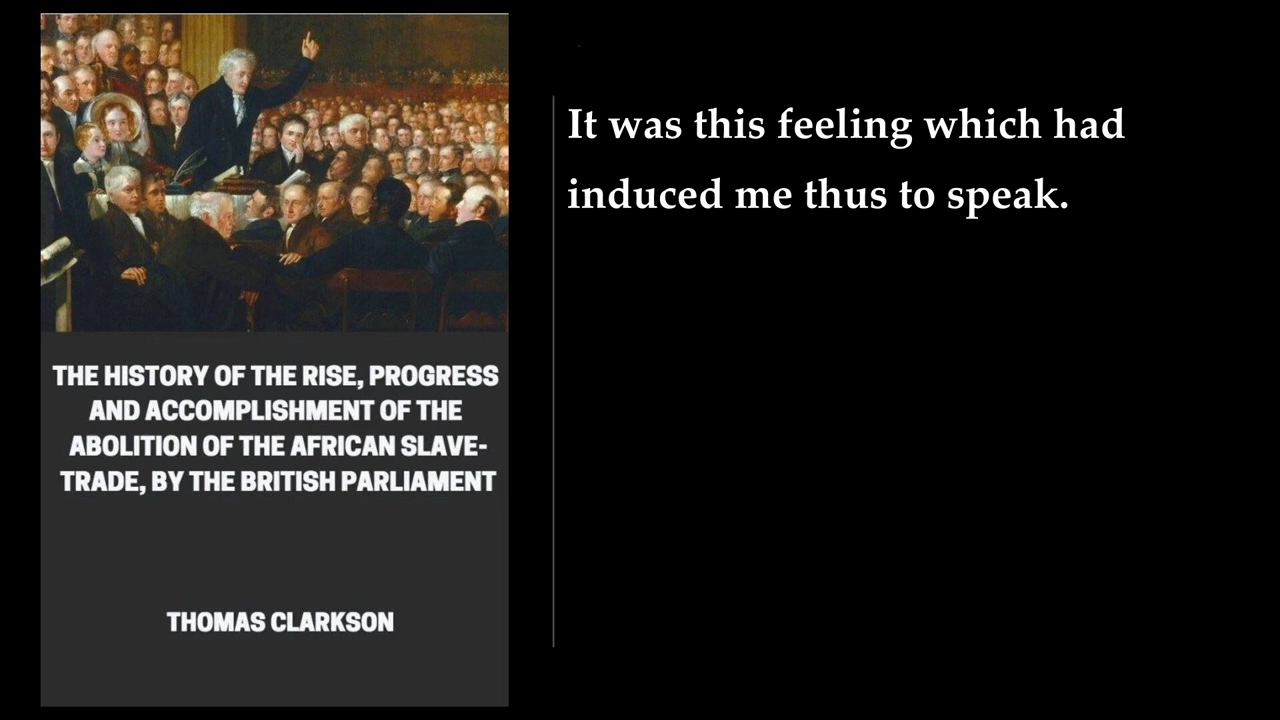 It was this feeling which had
induced me thus to speak.
THE HISTORY OF THE RISE, PROGRESS
AND ACCOMPLISHMENT OF THE
ABOLITION OF THE AFRICAN SLAVE-
TRADE, BY THE BRITISH PARLIAMENT
THOMAS CLARKSON